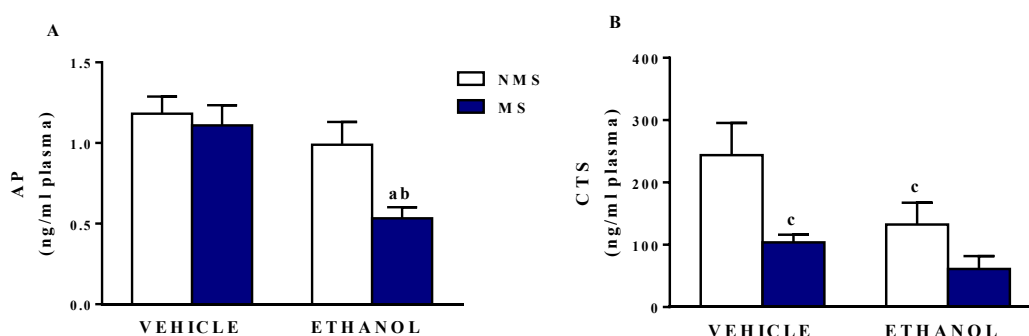 A
AP
(ng/ml plasma)
1.5
1.0
0.5
0.0
ab
VEHICLE
ETHANOL
NMS
MS
B
CTS
(ng/ml plasma)
400
300
200
100
0
c
c
VEHICLE
ETHANOL